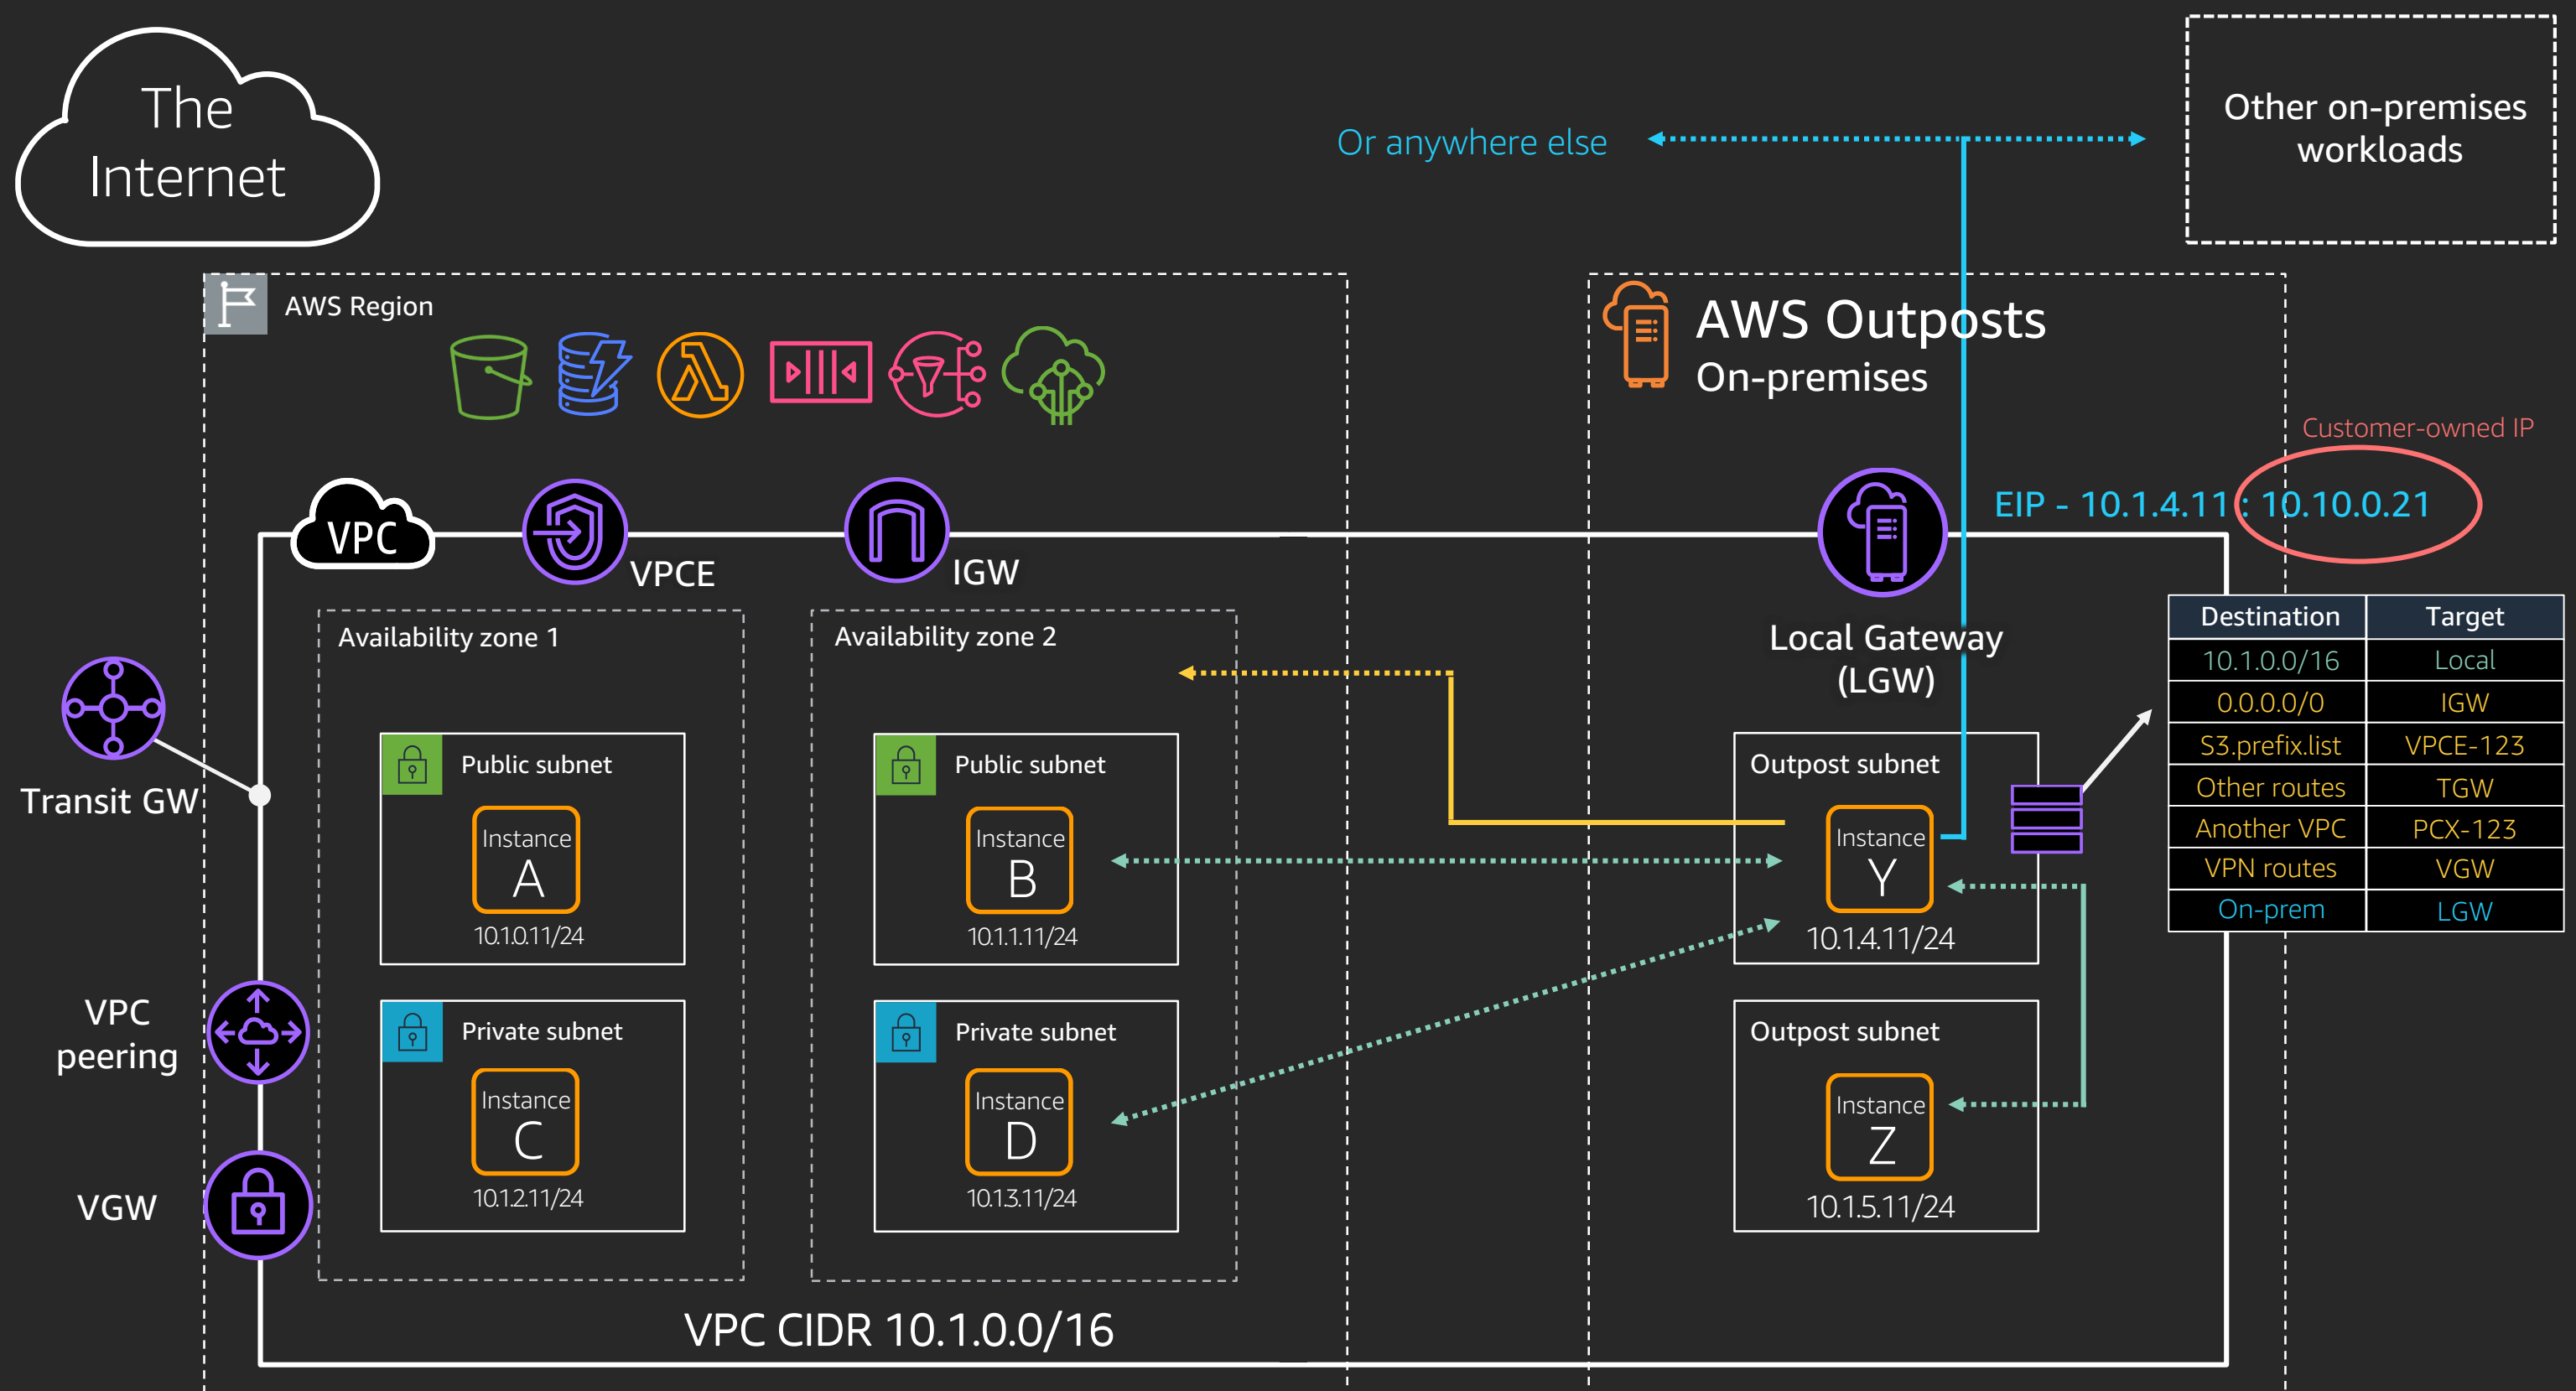 The
Internet
Or anywhere else
Other on-premises
workloads
AWS Region
AWS Outposts
On-premises
Customer-owned IP
EIP - 10.1.4.11 : 10.10.0.21
VPC
VPCE
IGW
Local Gateway
(LGW)
Availability zone 1
Availability zone 2
Transit GW
VPC
peering
VGW
Public subnet
Instance
A
10.1.0.11/24
Public subnet
Instance
B
10.1.1.11/24
Outpost subnet
Instance
Y
10.1.4.11/24
Private subnet
Instance
C
10.1.2.11/24
Private subnet
Instance
D
10.1.3.11/24
Outpost subnet
Instance
Z
10.1.5.11/24
Destination Target
10.1.0.0/16 Local
0.0.0.0/0 IGW
S3.prefix.list VPCE-123
Other routes TGW
Another VPC PCX-123
VPN routes VGW
On-prem LGW
VPC CIDR 10.1.0.0/16